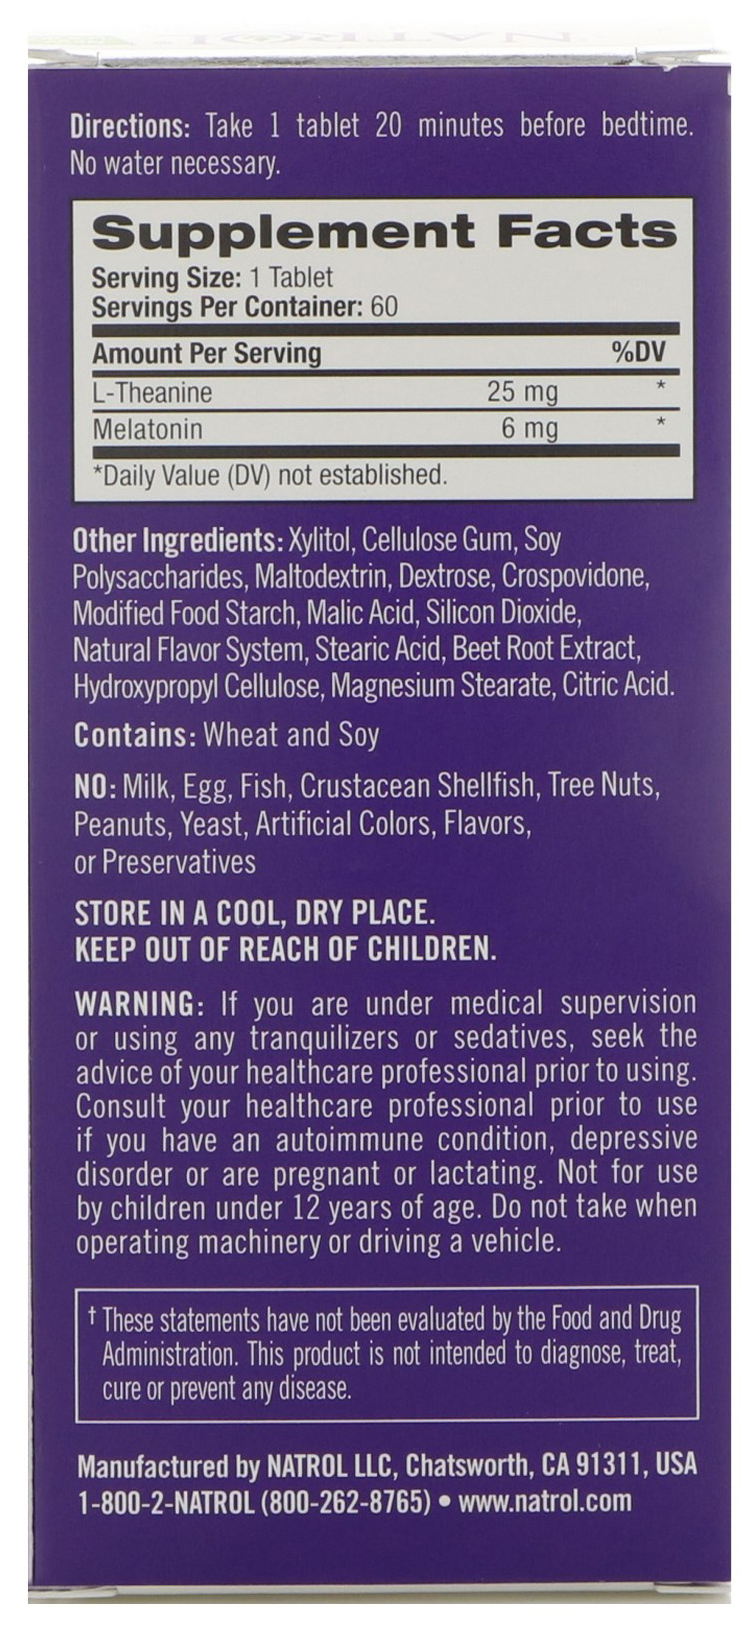 Directions: Take 1 tablet 20 minutes before bedtime.
No water necessary.
Supplement Facts
Serving Size: 1 Tablet
Servings Per Container: 60
Amount Per Serving %DV
L-Theanine 25 mg *
Melatonin 6 mg *
*Daily Value (DV) not established.
Other Ingredients: Xylitol, Cellulose Gum, Soy
Polysaccharides, Maltodextrin, Dextrose, Crospovidone,
Modified Food Starch, Malic Acid, Silicon Dioxide,
Natural Flavor System, Stearic Acid, Beet Root Extract,
Hydroxypropyl Cellulose, Magnesium Stearate, Citric Acid.
Contains: Wheat and Soy
NO: Milk, Egg, Fish, Crustacean Shellfish, Tree Nuts,
Peanuts, Yeast, Artificial Colors, Flavors,
or Preservatives
STORE IN A COOL, DRY PLACE.
KEEP OUT OF REACH OF CHILDREN.
WARNING: If you are under medical supervision
or using any tranquilizers or sedatives, seek the
advice of your healthcare professional prior to using.
Consult your healthcare professional prior to use
if you have an autoimmune condition, depressive
disorder or are pregnant or lactating. Not for use
by children under 12 years of age. Do not take when
operating machinery or driving a vehicle.
† These statements have not been evaluated by the Food and Drug
Administration. This product is not intended to diagnose, treat,
cure or prevent any disease.
Manufactured by NATROL LLC, Chatsworth, CA 91311, USA
1-800-2-NATROL (800-262-8765) • www.natrol.com